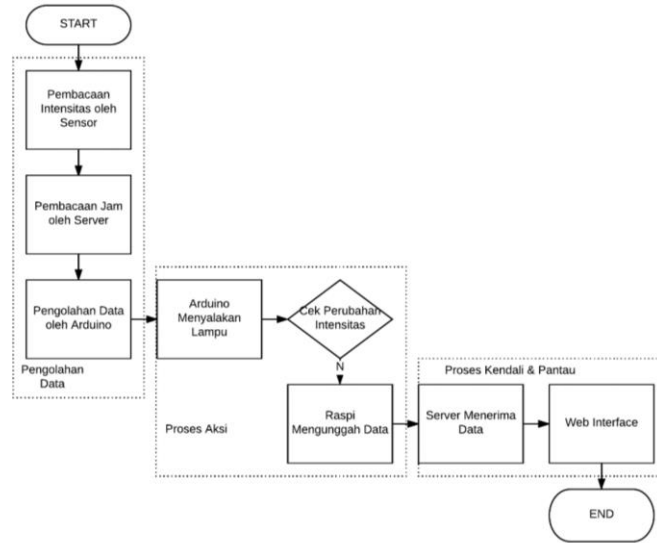 START
Pembacaan
Intensitas oleh
Sensor
Pembacaan Jam
oleh Server
Pengolahan Data
oleh Arduino
Pengolahan
Data
Arduino
Menyalakan
Lampu
Cek Perubahan
Intensitas
N
Raspi
Mengunggah Data
Proses Aksi
Proses Kendali & Pantau
Server Menerima
Data
Web Interface
END